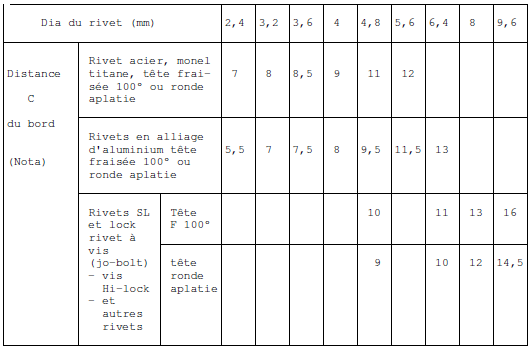 Dia du rivet (mm) 2,4 3,2 3,6 4 4,8 5,6 6,4 8 9,6
Distance
C
du bord
(Nota)
Rivet acier, monel
titane, tête frai-
sée 100° ou ronde
aplatie
7 8 8,5 9 11 12
Rivets en alliage
d'aluminium tête
fraisée 100° ou
ronde aplatie
5,5 7 7,5 8 9,5 11,5 13
Rivets SL
et lock
rivet à
vis
(jo-bolt)
- vis
Hi-lock
- et
autres
rivets
Tête
F 100°
10 11 13 16
tête
ronde
aplatie
9 10 12 14,5